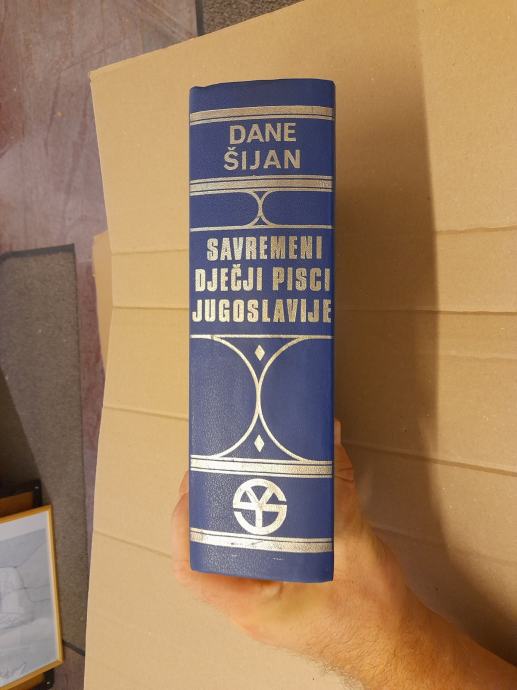 DANE
ŠIJAN
SAVREMENI
DJEČJI PISCI
JUGOSLAVIJE